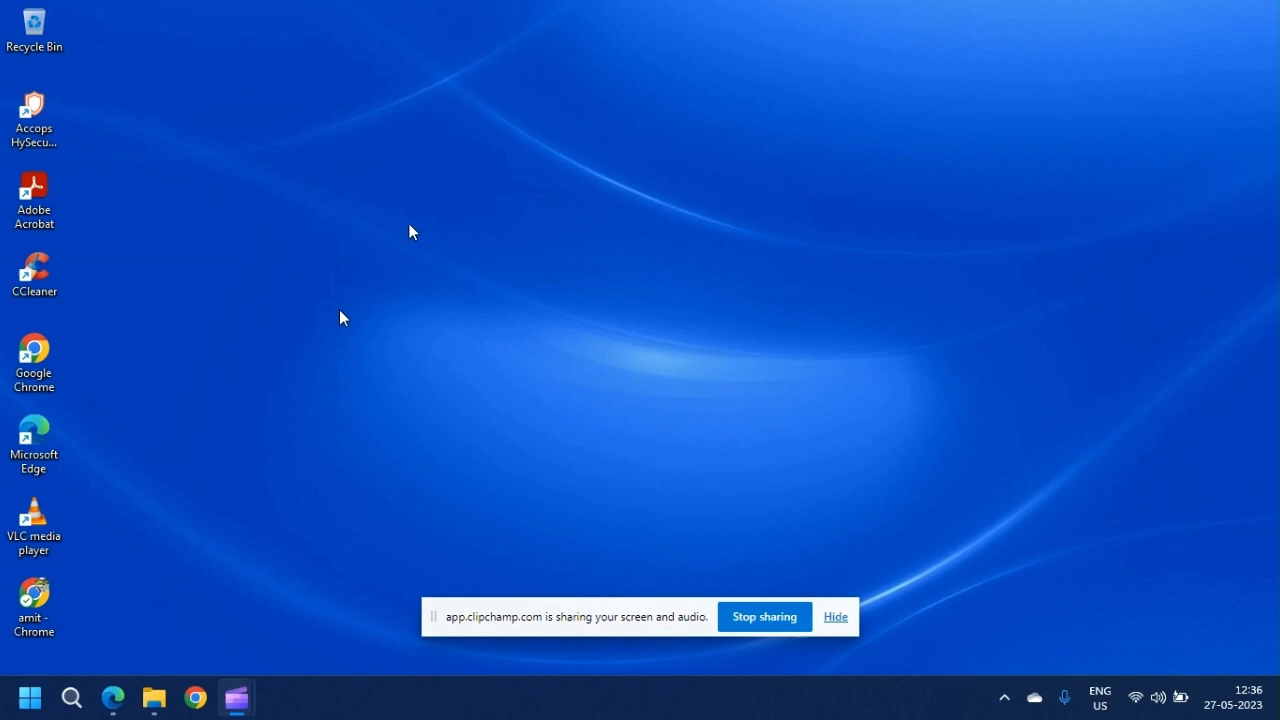 Recycle Bin
Accops
HySecu...
Adobe
Acrobat
CCleaner
Google
Chrome
Microsoft
Edge
VLC media
player
amit -
Chrome
app.clipchamp.com is sharing your screen and audio.
Stop sharing
Hide
ENG
US
12:36
27-05-2023